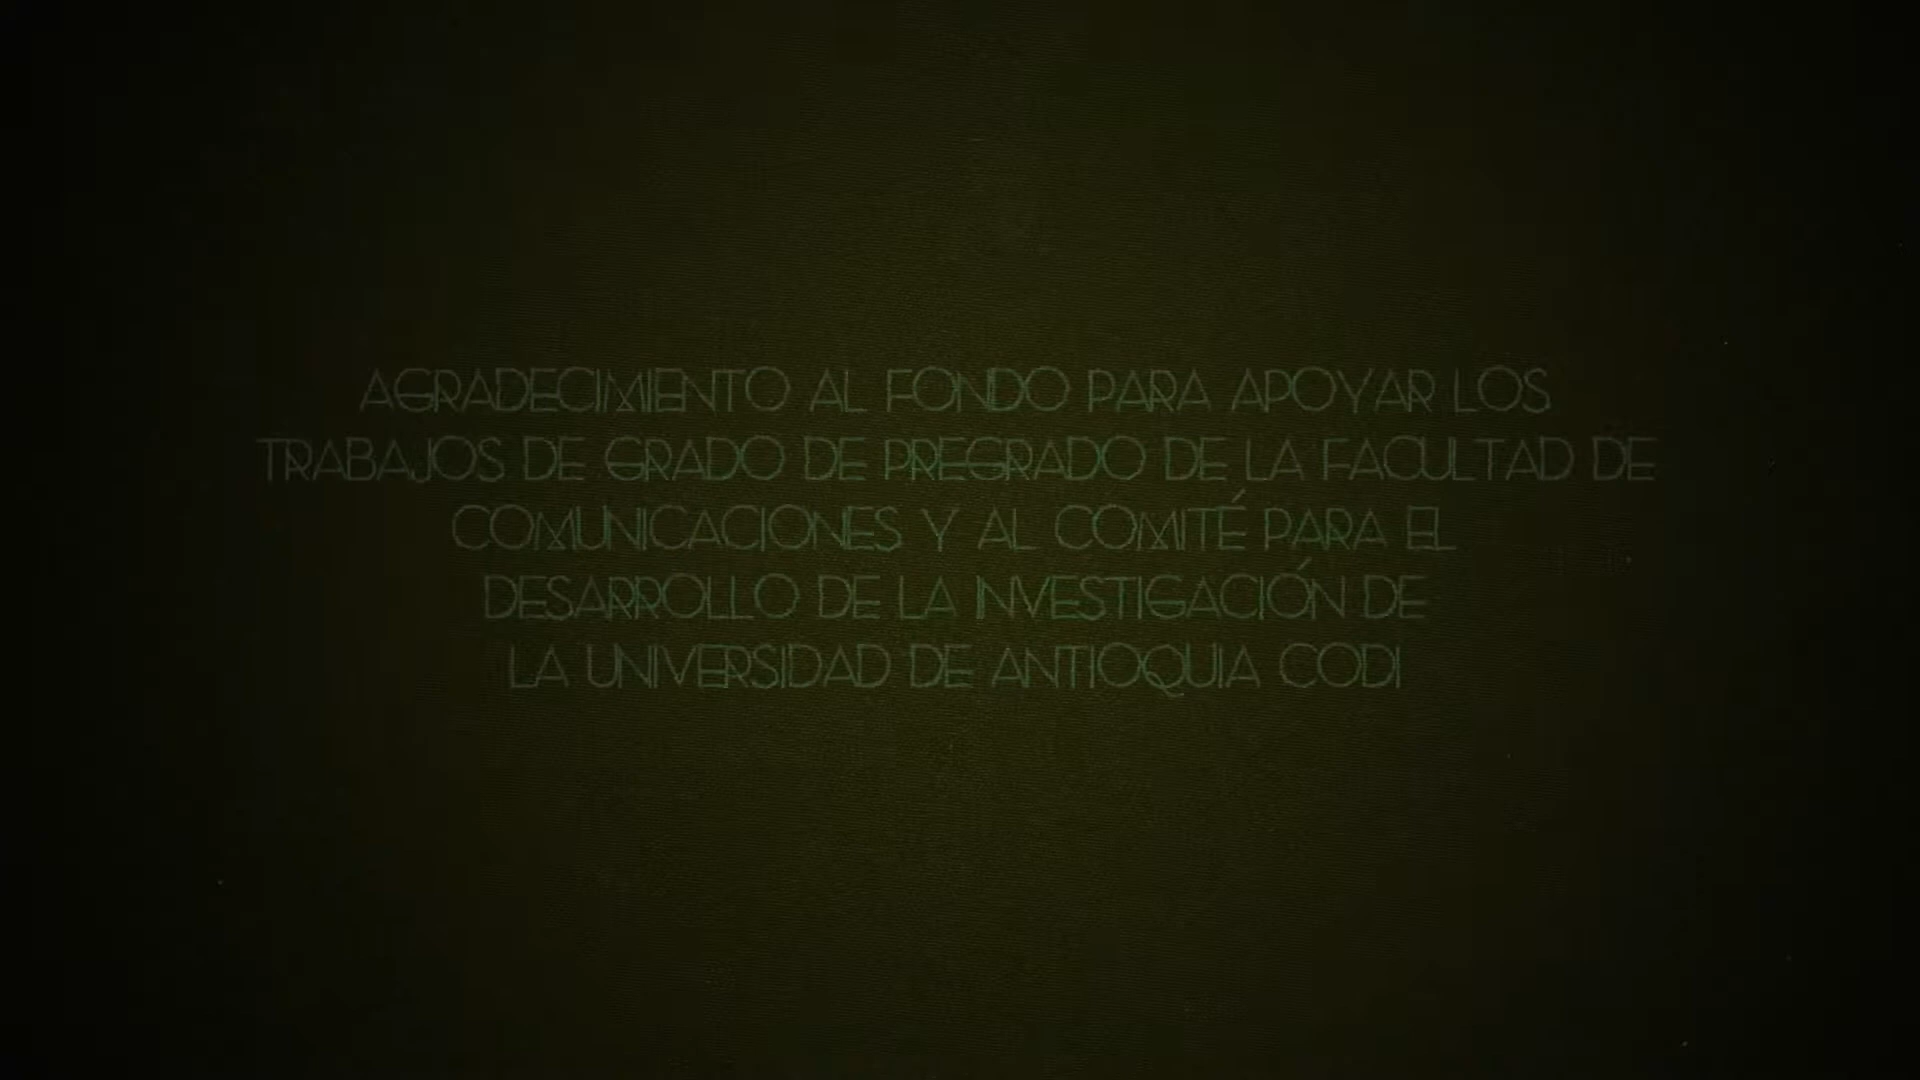 AGRADECIMIENTO AL FONDO PARA APOYAR LOS
TRABAJOS DE GRADO DE PREGRADO DE LA FACULTAD DE
COMUNICACIONES Y AL COMITÉ PARA EL
DESARROLLO DE LA INVESTIGACIÓN DE
LA UNIVERSIDAD DE ANTIOQUIA CODI